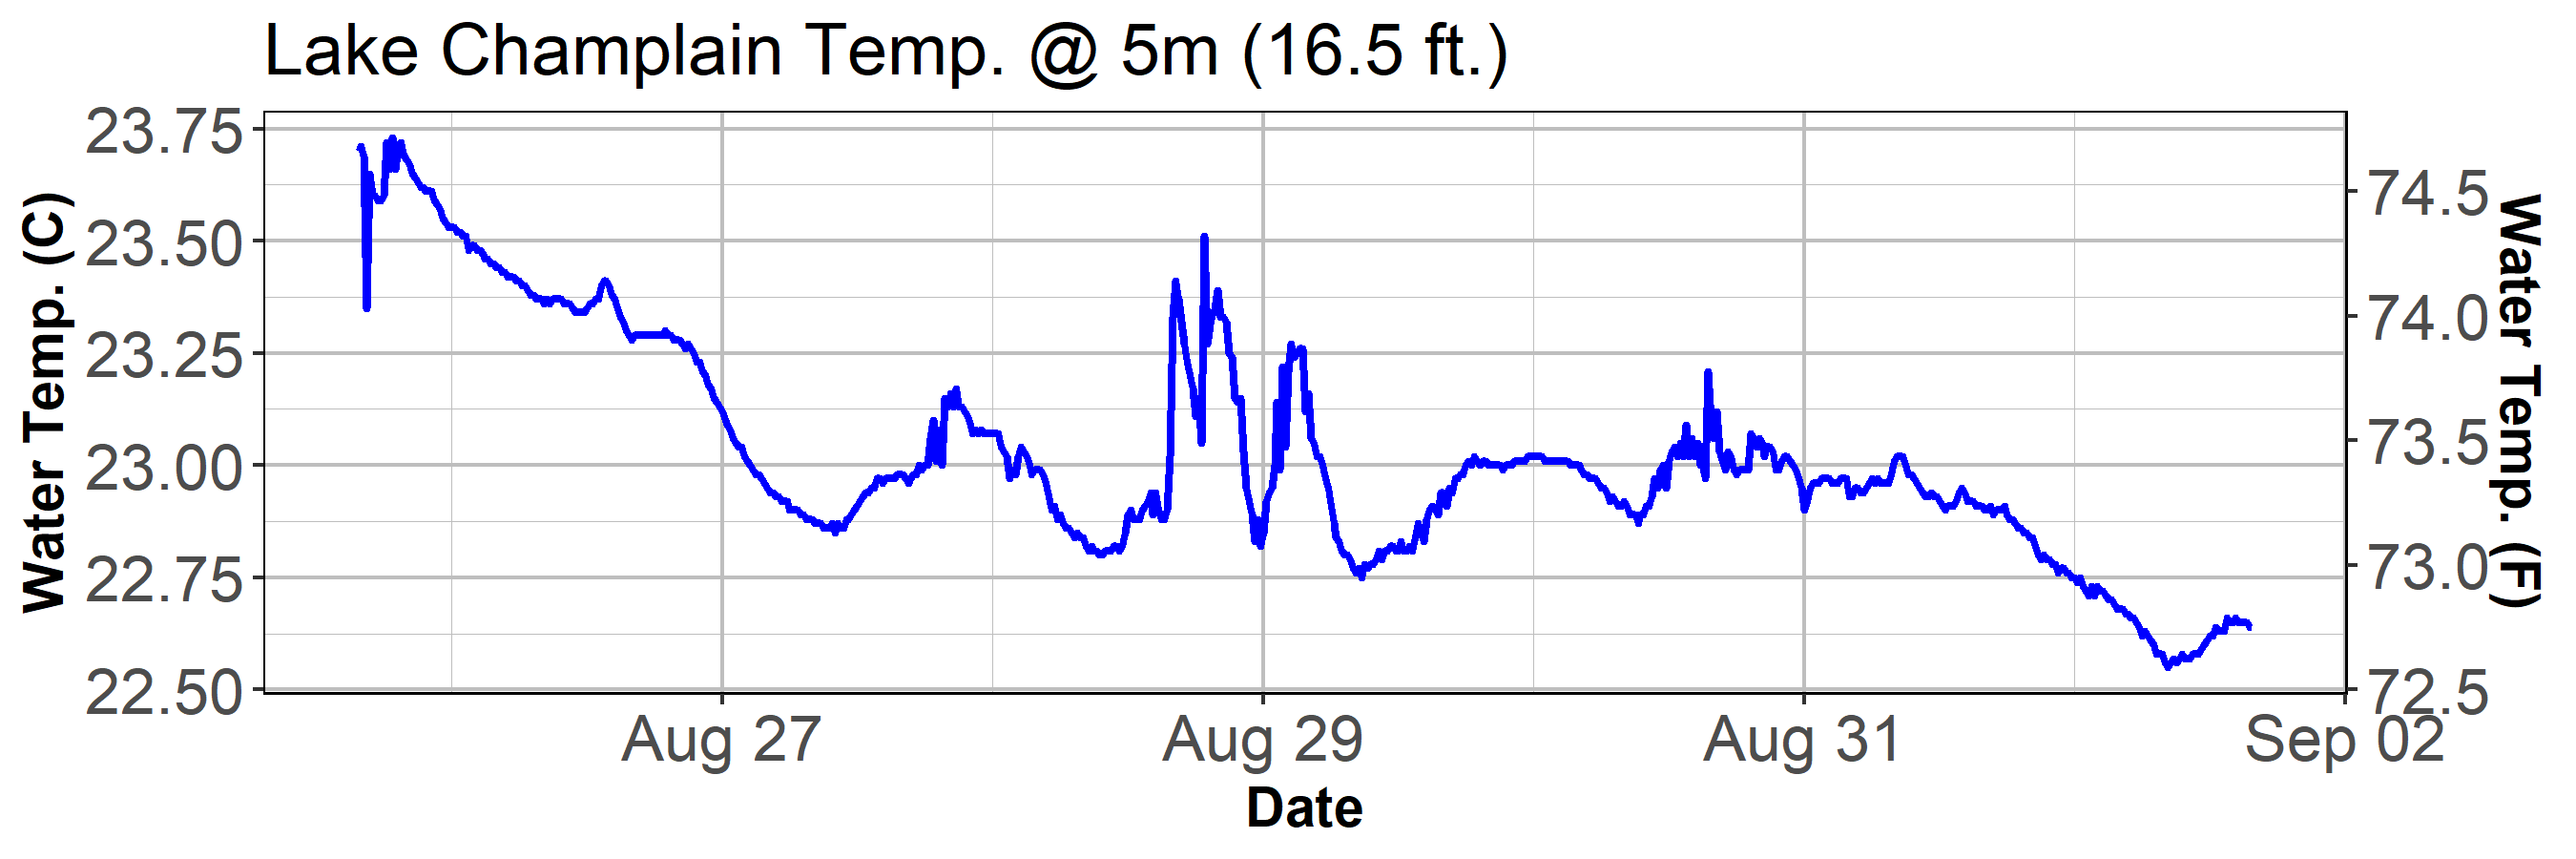 Lake Champlain Temp. @ 5m (16.5 ft.)
Water Temp. (C)
23.75
23.50
23.25
23.00
22.75
22.50
74.5
74.0
73.5
73.0
72.5
Water Temp. (F)
Aug 27 Aug 29 Aug 31 Sep 02
Date